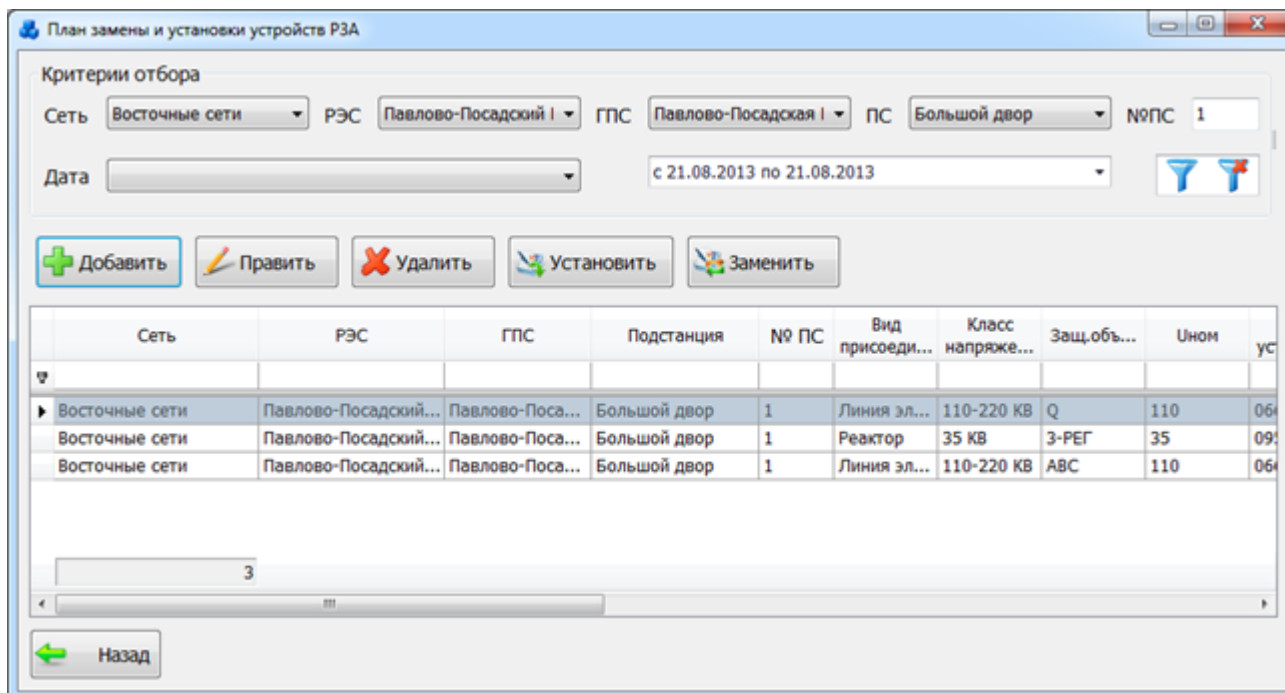 План замены и установки устройств РЗА
Критерии отбора
Сеть Восточные сети РЭС Павлово-Посадский ГПС Павлово-Посадская ПС Большой двор №ПС 1
Дата с 21.08.2013 по 21.08.2013
Добавить Править Удалить Установить Заменить
Сеть РЭС ГПС Подстанция № ПС Вид присоеди... Класс напряже... Защ.объ... Uном уст
Восточные сети Павлово-Посадский... Павлово-Поса... Большой двор 1 Линия эл... 110-220 КВ Q 110 06
Восточные сети Павлово-Посадский... Павлово-Поса... Большой двор 1 Реактор 35 КВ З-РЕГ 35 09
Восточные сети Павлово-Посадский... Павлово-Поса... Большой двор 1 Линия эл... 110-220 КВ АВС 110 06
3
Назад